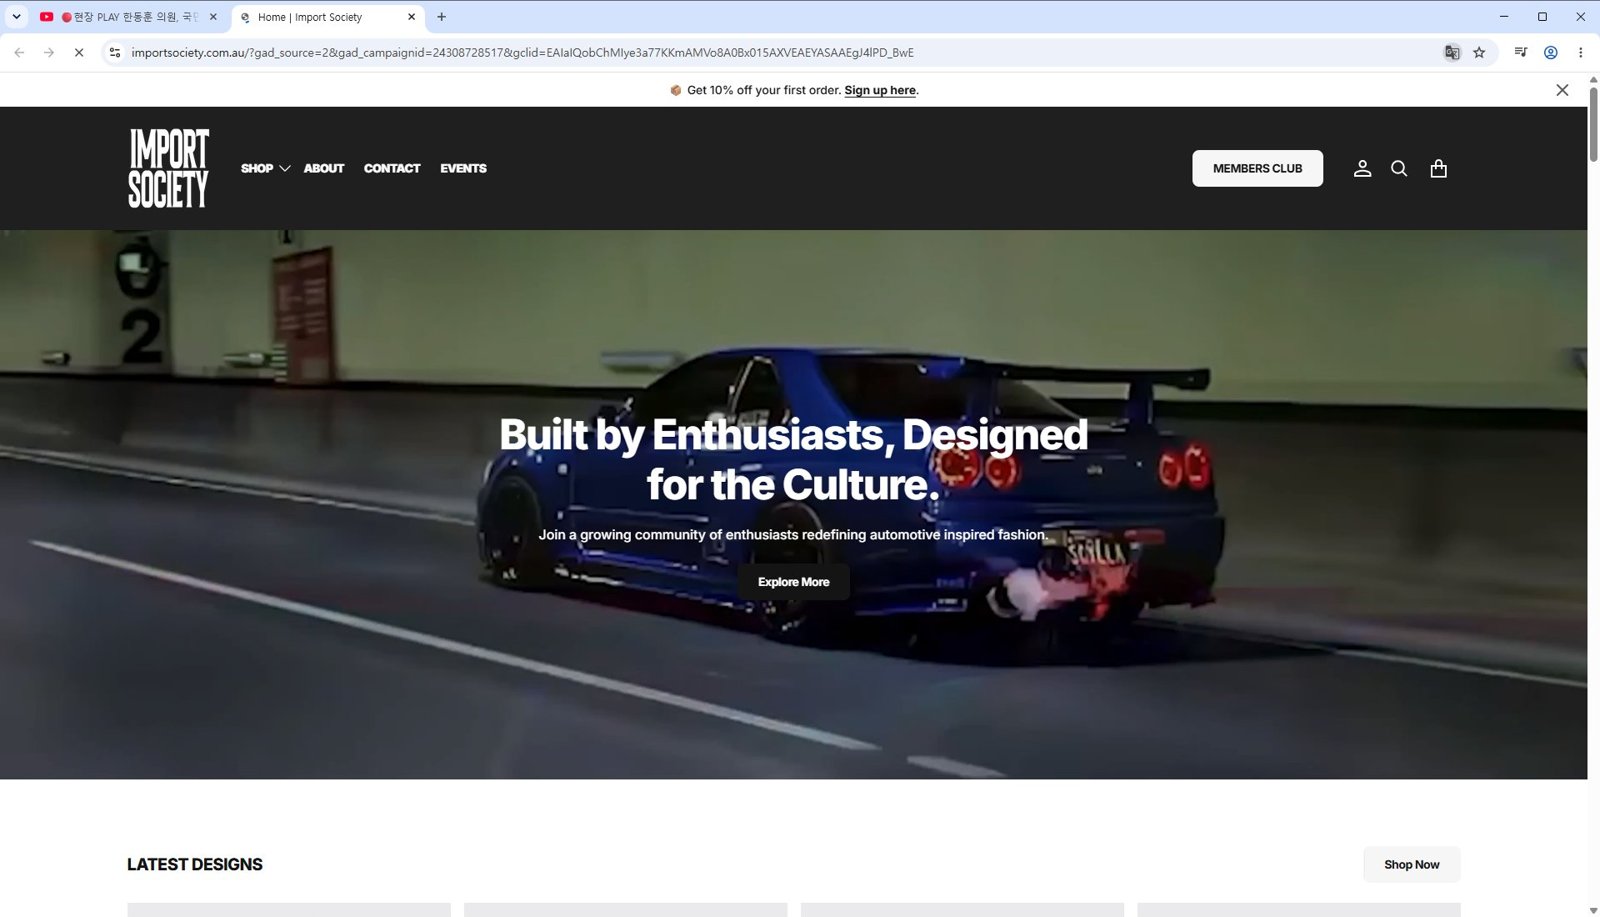 🔴현장 PLAY 한동훈 의원, 국민
Home | Import Society
importsociety.com.au/?gad_source=2&gad_campaignid=24308728517&gclid=EAIaIQobChMIye3a77KKmAMVo8A0Bx015AXVEAEYASAAEgJ4lPD_BwE
📦 Get 10% off your first order. Sign up here.
IMPORT
SOCIETY
SHOP
ABOUT
CONTACT
EVENTS
MEMBERS CLUB
02
Built by Enthusiasts, Designed
for the Culture.
Join a growing community of enthusiasts redefining automotive inspired fashion.
Explore More
LATEST DESIGNS
Shop Now